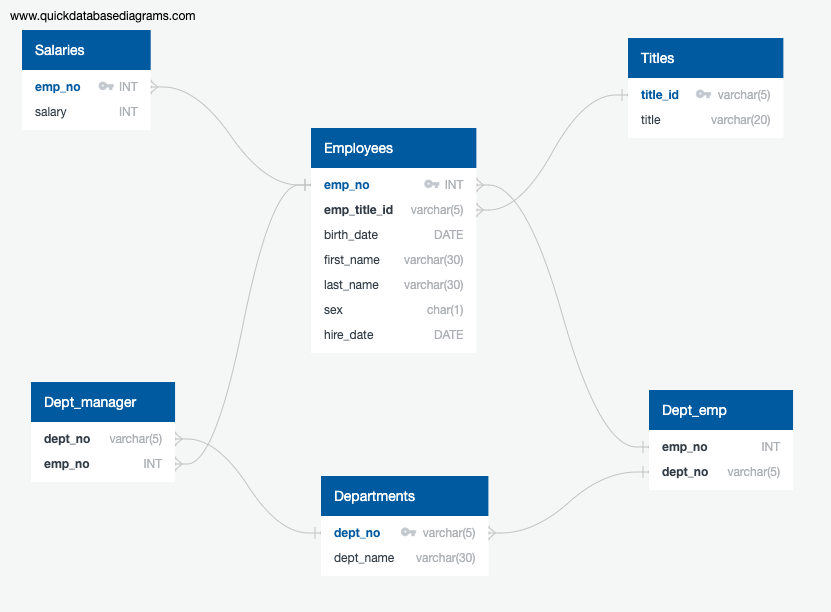 www.quickdatabasediagrams.com
Salaries
emp_no INT
salary INT
Titles
title_id varchar(5)
title varchar(20)
Employees
emp_no INT
emp_title_id varchar(5)
birth_date DATE
first_name varchar(30)
last_name varchar(30)
sex char(1)
hire_date DATE
Dept_manager
dept_no varchar(5)
emp_no INT
Dept_emp
emp_no INT
dept_no varchar(5)
Departments
dept_no varchar(5)
dept_name varchar(30)